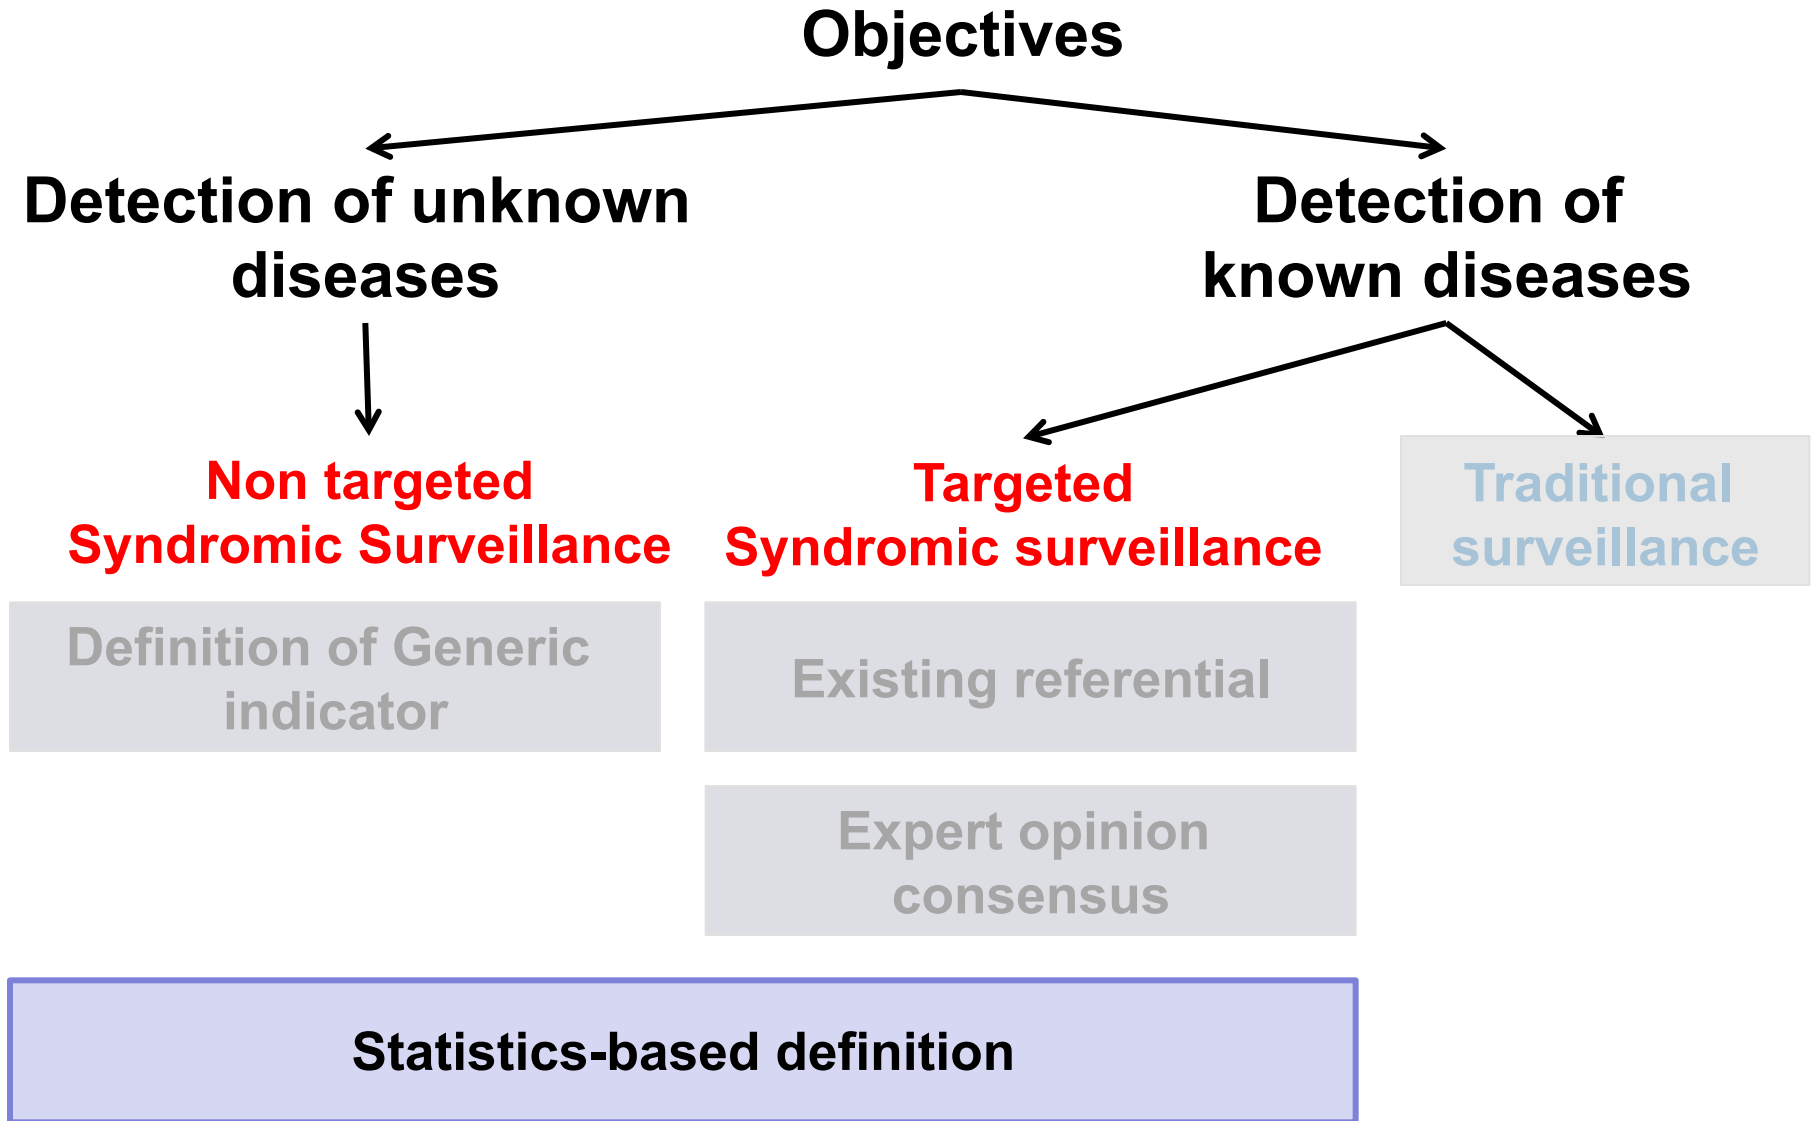 Objectives
Detection of unknown
diseases
Detection of
known diseases
Non targeted
Syndromic Surveillance
Targeted
Syndromic surveillance
Traditional
surveillance
Definition of Generic
indicator
Existing referential
Expert opinion
consensus
Statistics-based definition